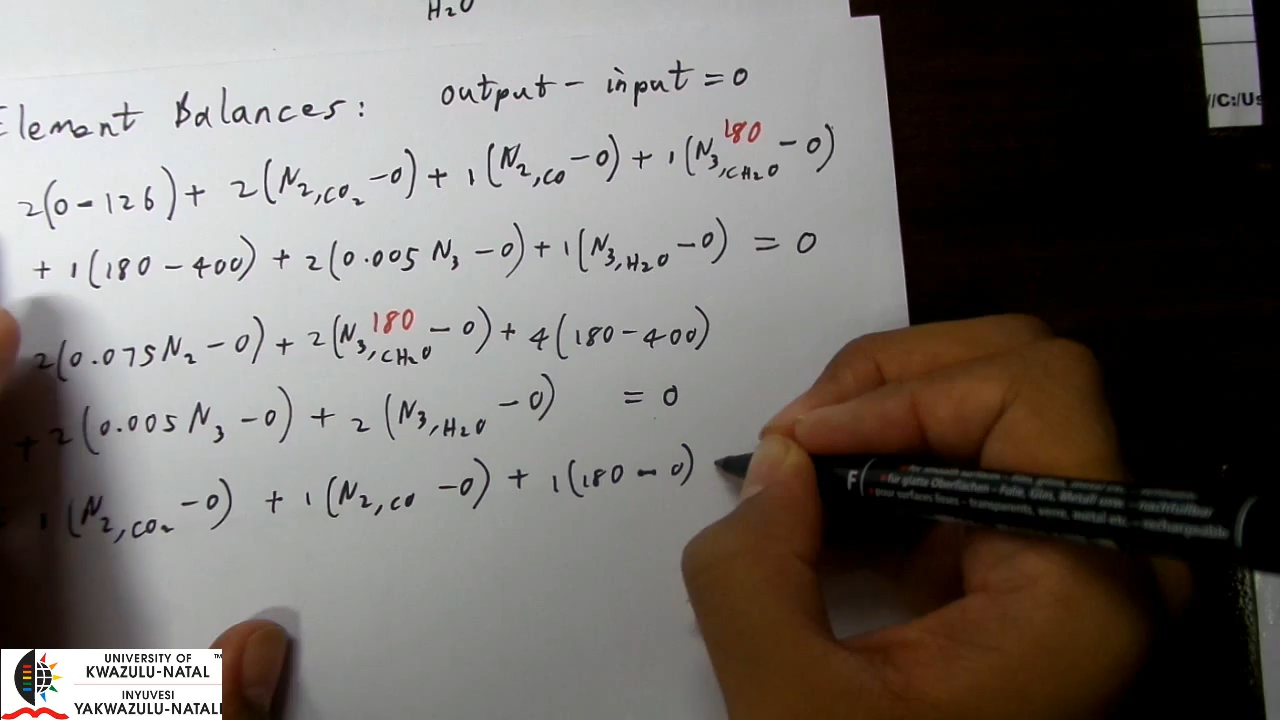 H₂O
//C:/Us
Element Balances: output - input = 0
2(0-126) + 2(N₂,CO₂ -0) + 1(N₂,CO -0) + 1(N₃,CH₂O 180 -0)
+ 1(180-400) + 2(0.005 N₃ -0) + 1(N₃,H₂O -0) = 0
2(0.075 N₂ -0) + 2(N₃,CH₂O 180 -0) + 4(180-400)
+ 2(0.005 N₃ -0) + 2(N₃,H₂O -0) = 0
1(N₂,CO₂ -0) + 1(N₂,CO -0) + 1(180-0)
F
UNIVERSITY OF ™
KWAZULU-NATAL
INYUVESI
YAKWAZULU-NATALI